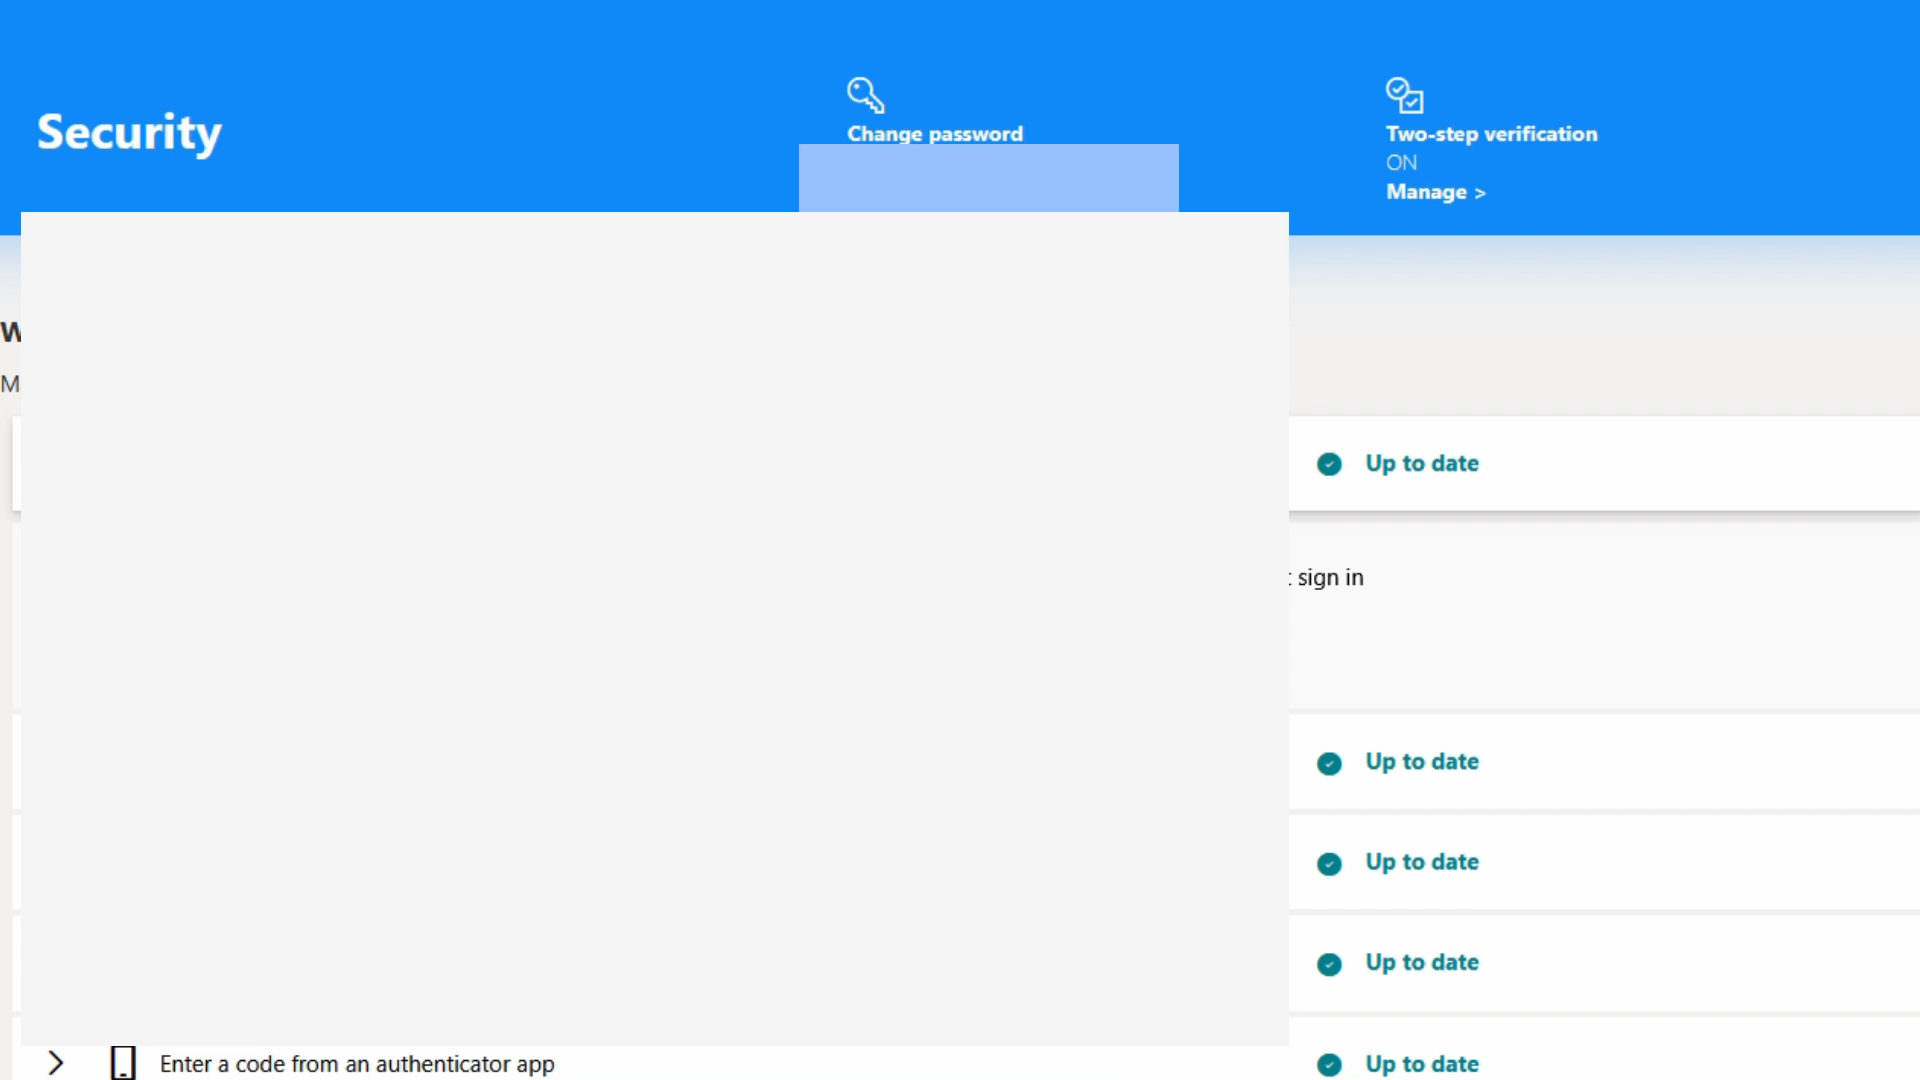 Security
Change password
Two-step verification
ON
Manage >
W
M
Up to date
sign in
Up to date
Up to date
Up to date
Enter a code from an authenticator app
Up to date